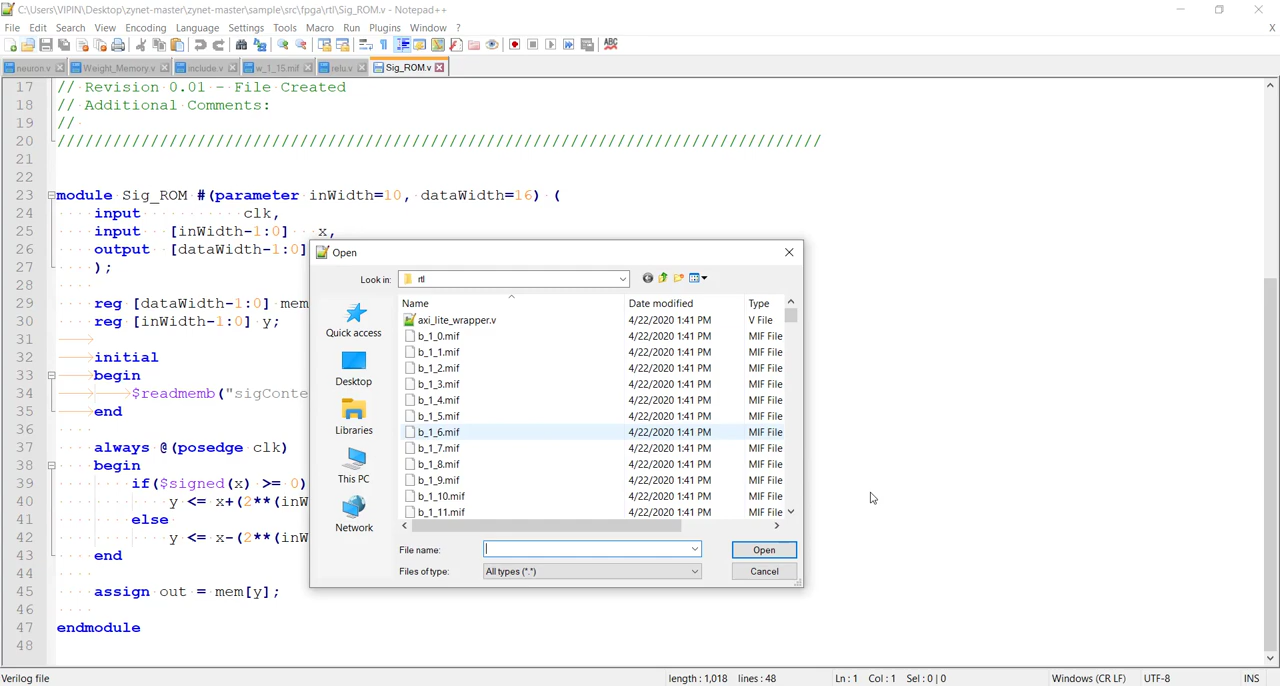 C:\Users\VIPIN\Desktop\zynet-master\zynet-master\sample\src\fpga\rtl\Sig_ROM.v - Notepad++
File Edit Search View Encoding Language Settings Tools Macro Run Plugins Window ?
X
ABC
neuron.v Weight_Memory.v include.v w_1_15.mif relu.v Sig_ROM.v
17 // Revision 0.01 - File Created
18 // Additional Comments:
19 //
20 //////////////////////////////////////////////////////////////////////////////////
21
22
23 module Sig_ROM #(parameter inWidth=10, dataWidth=16) (
24 input clk,
25 input [inWidth-1:0] x,
26 output [dataWidth-1:0]
27 );
28
29 reg [dataWidth-1:0] mem
30 reg [inWidth-1:0] y;
31
32 initial
33 begin
34 $readmemb("sigConte
35 end
36
37 always @(posedge clk)
38 begin
39 if($signed(x) >= 0)
40 y <= x+(2**(inW
41 else
42 y <= x-(2**(inW
43 end
44
45 assign out = mem[y];
46
47 endmodule
48
Open
Look in: rtl
Quick access
Desktop
Libraries
This PC
Network
Name Date modified Type
axi_lite_wrapper.v 4/22/2020 1:41 PM V File
b_1_0.mif 4/22/2020 1:41 PM MIF File
b_1_1.mif 4/22/2020 1:41 PM MIF File
b_1_2.mif 4/22/2020 1:41 PM MIF File
b_1_3.mif 4/22/2020 1:41 PM MIF File
b_1_4.mif 4/22/2020 1:41 PM MIF File
b_1_5.mif 4/22/2020 1:41 PM MIF File
b_1_6.mif 4/22/2020 1:41 PM MIF File
b_1_7.mif 4/22/2020 1:41 PM MIF File
b_1_8.mif 4/22/2020 1:41 PM MIF File
b_1_9.mif 4/22/2020 1:41 PM MIF File
b_1_10.mif 4/22/2020 1:41 PM MIF File
b_1_11.mif 4/22/2020 1:41 PM MIF File
File name: Open
Files of type: All types (*.*) Cancel
Verilog file length : 1,018 lines : 48 Ln : 1 Col : 1 Sel : 0 | 0 Windows (CR LF) UTF-8 INS